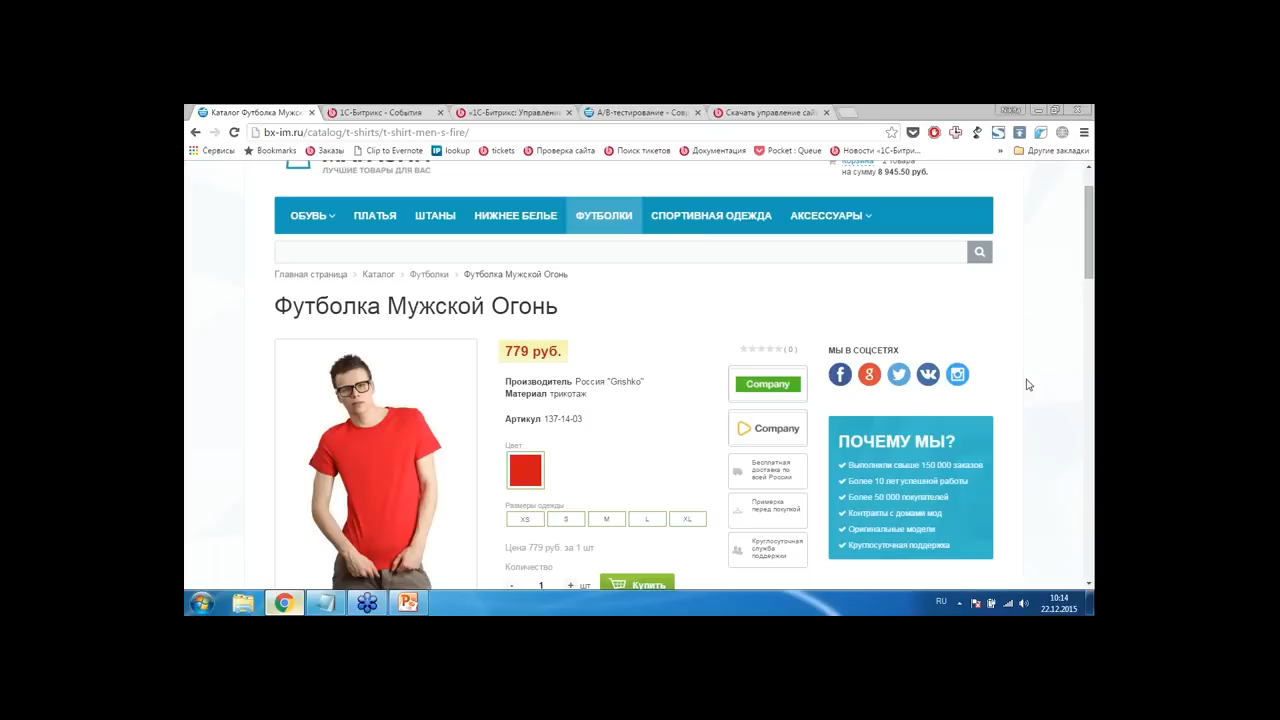 Каталог Футболка Мужск
1С-Битрикс - События
«1С-Битрикс: Управлени
A/B-тестирование - Совр
Скачать управление сай
Nikita
bx-im.ru/catalog/t-shirts/t-shirt-men-s-fire/
Сервисы Bookmarks Заказы Clip to Evernote lookup tickets Проверка сайта Поиск тикетов Документация Pocket : Queue Новости «1С-Битри... » Другие закладки
ЛУЧШИЕ ТОВАРЫ ДЛЯ ВАС
Корзина 2 товара
на сумму 8 945.50 руб.
ОБУВЬ ПЛАТЬЯ ШТАНЫ НИЖНЕЕ БЕЛЬЕ ФУТБОЛКИ СПОРТИВНАЯ ОДЕЖДА АКСЕССУАРЫ
Главная страница > Каталог > Футболки > Футболка Мужской Огонь
Футболка Мужской Огонь
779 руб.
Производитель Россия "Grishko"
Материал трикотаж
Артикул 137-14-03
Цвет
Размеры одежды
XS S M L XL
Цена 779 руб. за 1 шт
Количество
- 1 + шт Купить
( 0 )
Company
Company
Бесплатная
доставка по
всей России
Примерка
перед покупкой
Круглосуточная
служба
поддержки
МЫ В СОЦСЕТЯХ
ПОЧЕМУ МЫ?
Выполнили свыше 150 000 заказов
Более 10 лет успешной работы
Более 50 000 покупателей
Контракты с домами мод
Оригинальные модели
Круглосуточная поддержка
RU
10:14
22.12.2015